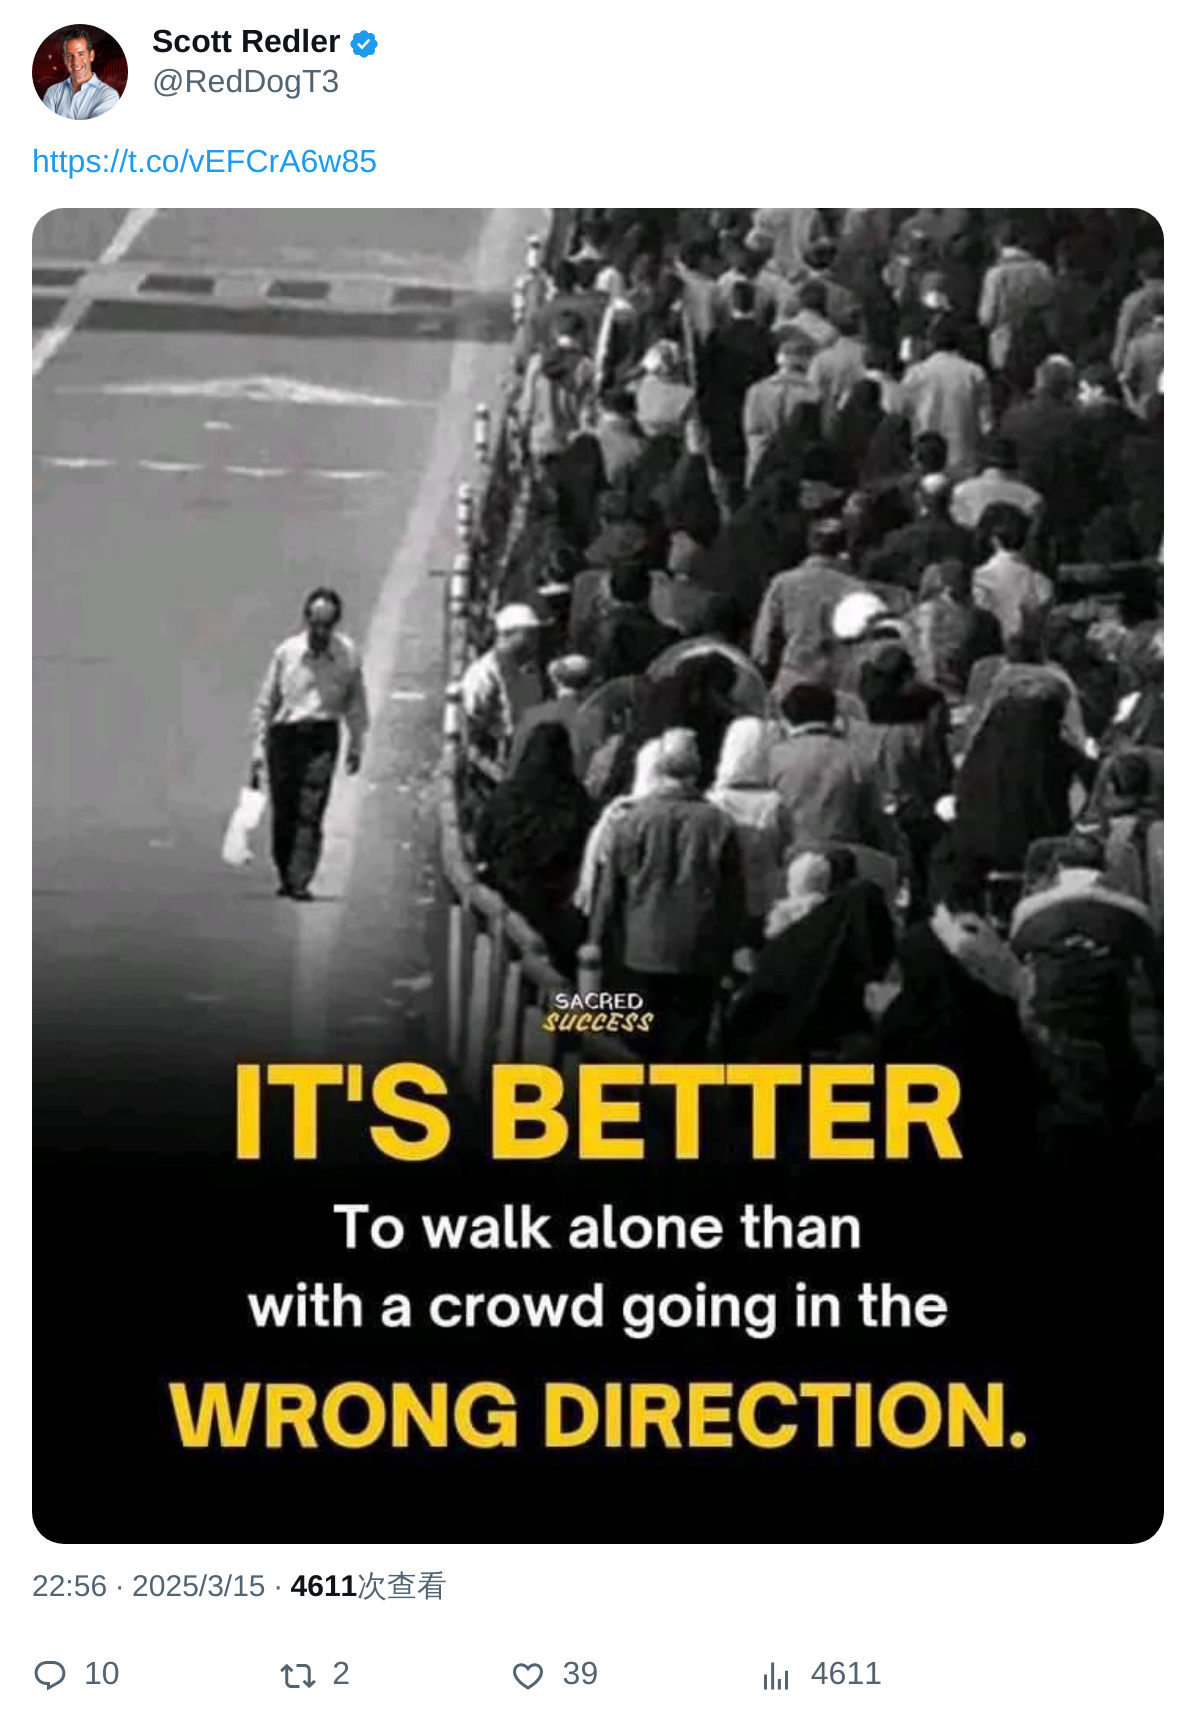 Scott Redler
@RedDogT3
https://t.co/vEFCrA6w85
SACRED
SUCCESS
IT'S BETTER
To walk alone than
with a crowd going in the
WRONG DIRECTION.
22:56 · 2025/3/15 · 4611次查看
10 2 39 4611